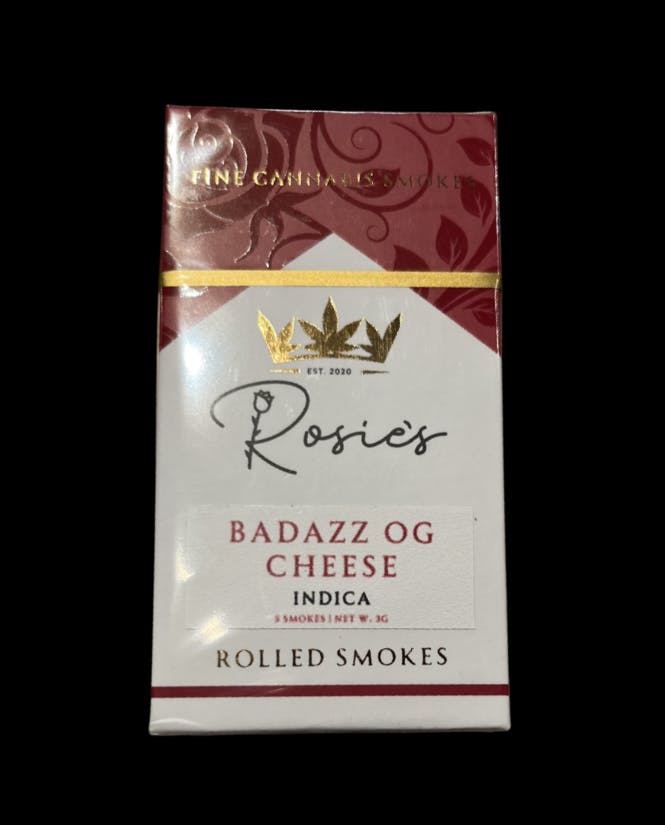 FINE CANNABIS SMOKES
EST. 2020
Rosie's
BADAZZ OG
CHEESE
INDICA
5 SMOKES | NET W. 3G
ROLLED SMOKES